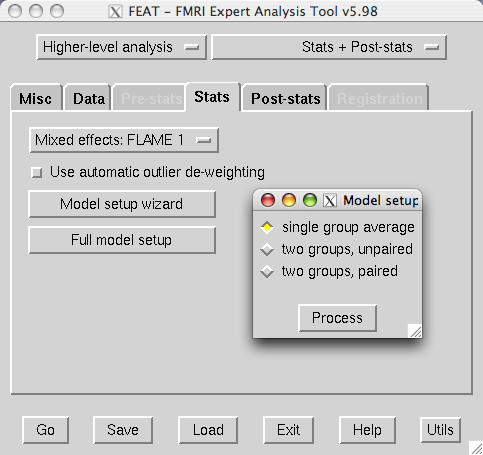 FEAT - FMRI Expert Analysis Tool v5.98
Higher-level analysis Stats + Post-stats
Misc Data Pre-stats Stats Post-stats Registration
Mixed effects: FLAME 1
Use automatic outlier de-weighting
Model setup wizard
Full model setup
Model setup
single group average
two groups, unpaired
two groups, paired
Process
Go Save Load Exit Help Utils